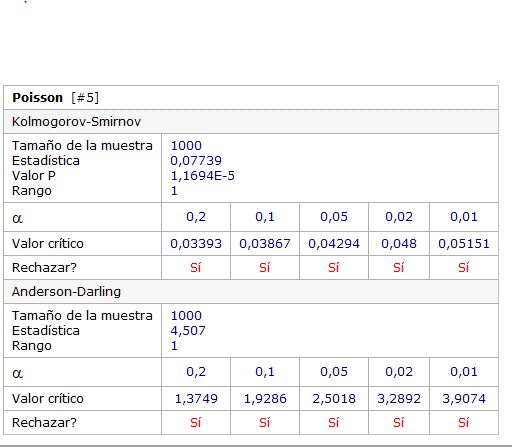 Poisson [#5]
Kolmogorov-Smirnov
Tamaño de la muestra 1000
Estadística 0,07739
Valor P 1,1694E-5
Rango 1
α 0,2 0,1 0,05 0,02 0,01
Valor crítico 0,03393 0,03867 0,04294 0,048 0,05151
Rechazar? Sí Sí Sí Sí Sí
Anderson-Darling
Tamaño de la muestra 1000
Estadística 4,507
Rango 1
α 0,2 0,1 0,05 0,02 0,01
Valor crítico 1,3749 1,9286 2,5018 3,2892 3,9074
Rechazar? Sí Sí Sí Sí Sí